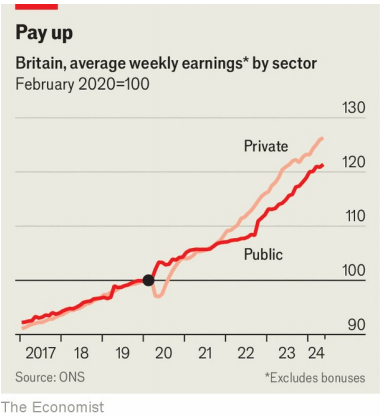 Pay up
Britain, average weekly earnings* by sector
February 2020=100
130
Private
120
110
Public
100
90
2017 18 19 20 21 22 23 24
Source: ONS *Excludes bonuses
The Economist